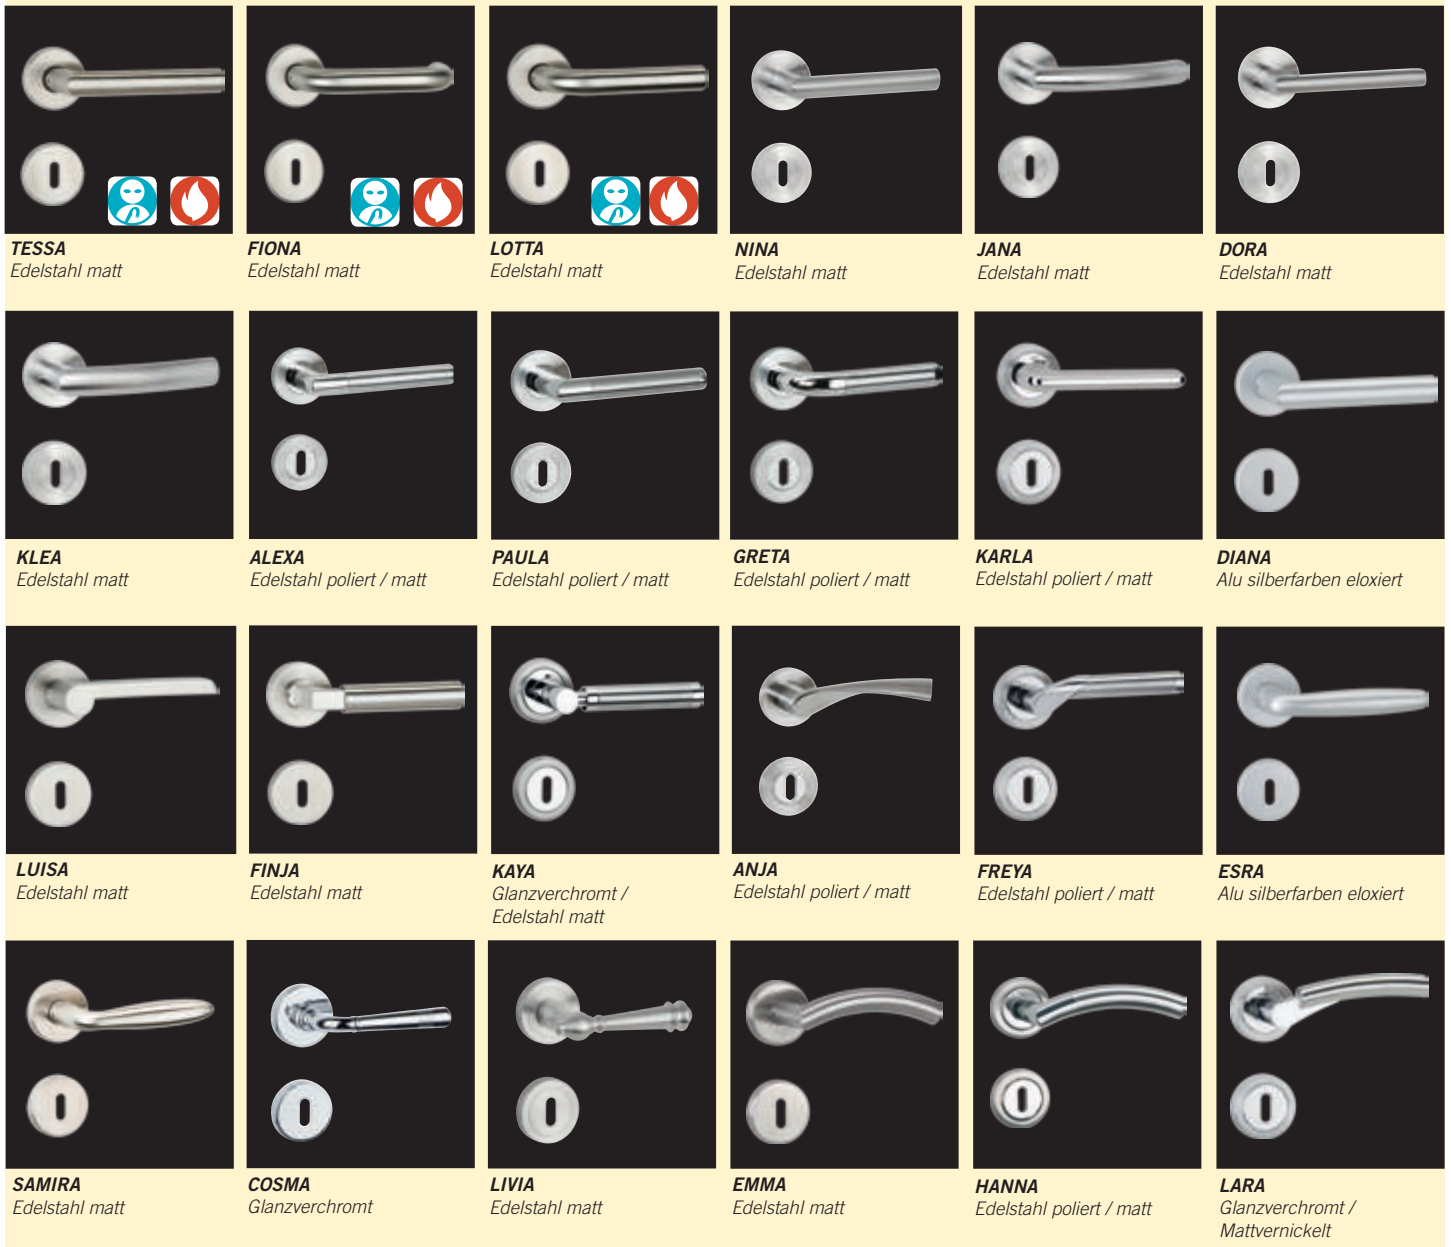 TESSA
Edelstahl matt
FIONA
Edelstahl matt
LOTTA
Edelstahl matt
NINA
Edelstahl matt
JANA
Edelstahl matt
DORA
Edelstahl matt
KLEA
Edelstahl matt
ALEXA
Edelstahl poliert / matt
PAULA
Edelstahl poliert / matt
GRETA
Edelstahl poliert / matt
KARLA
Edelstahl poliert / matt
DIANA
Alu silberfarben eloxiert
LUISA
Edelstahl matt
FINJA
Edelstahl matt
KAYA
Glanzverchromt /
Edelstahl matt
ANJA
Edelstahl poliert / matt
FREYA
Edelstahl poliert / matt
ESRA
Alu silberfarben eloxiert
SAMIRA
Edelstahl matt
COSMA
Glanzverchromt
LIVIA
Edelstahl matt
EMMA
Edelstahl matt
HANNA
Edelstahl poliert / matt
LARA
Glanzverchromt /
Mattvernickelt